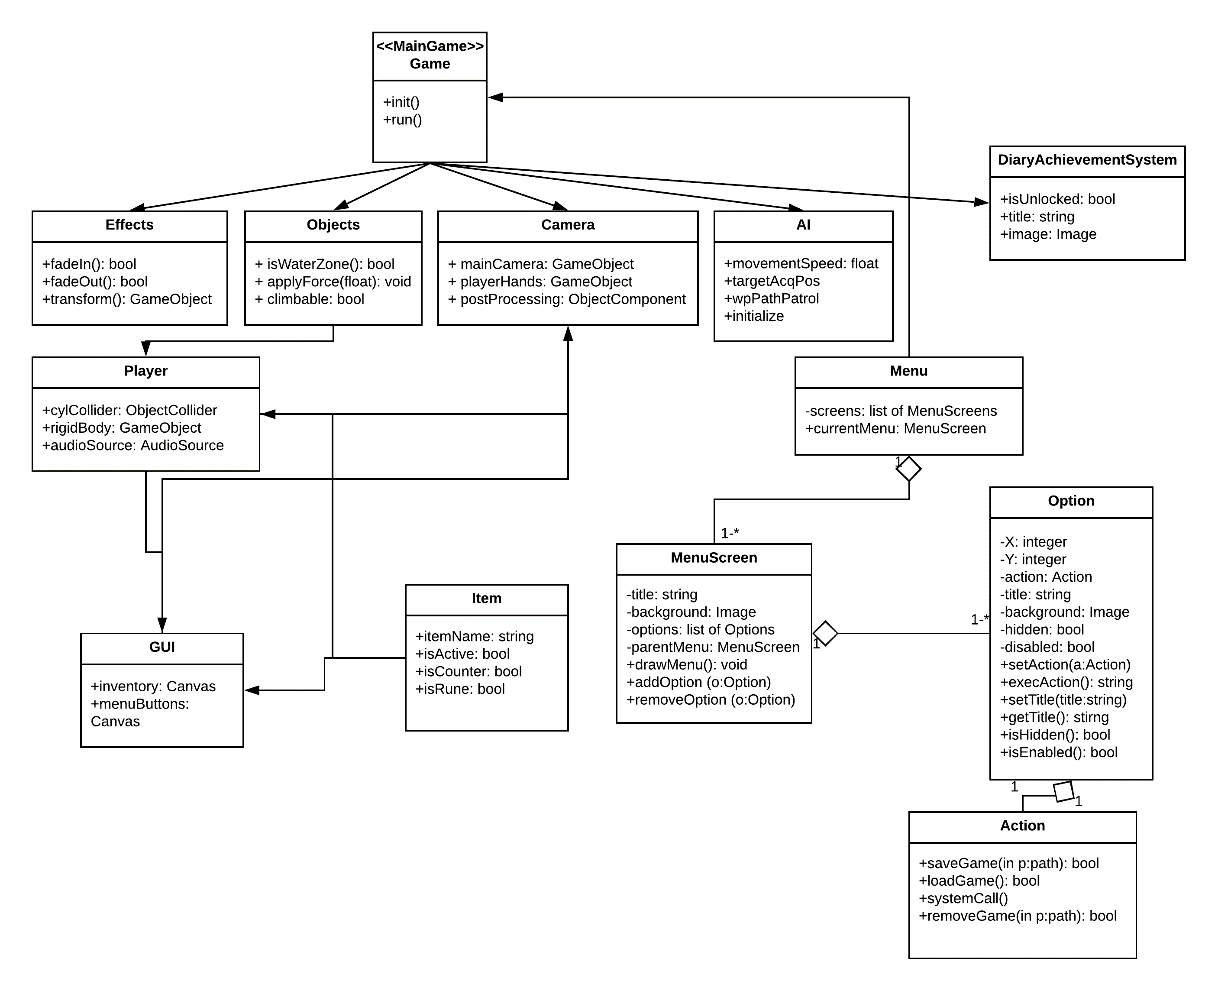 <<MainGame>>
Game
+init()
+run()
DiaryAchievementSystem
+isUnlocked: bool
+title: string
+image: Image
Effects
+fadeIn(): bool
+fadeOut(): bool
+transform(): GameObject
Objects
+ isWaterZone(): bool
+ applyForce(float): void
+ climbable: bool
Camera
+ mainCamera: GameObject
+ playerHands: GameObject
+ postProcessing: ObjectComponent
AI
+movementSpeed: float
+targetAcqPos
+wpPathPatrol
+initialize
Player
+cylCollider: ObjectCollider
+rigidBody: GameObject
+audioSource: AudioSource
Menu
-screens: list of MenuScreens
+currentMenu: MenuScreen
1
1-*
MenuScreen
-title: string
-background: Image
-options: list of Options
-parentMenu: MenuScreen
+drawMenu(): void
+addOption (o:Option)
+removeOption (o:Option)
1
1-*
Option
-X: integer
-Y: integer
-action: Action
-title: string
-background: Image
-hidden: bool
-disabled: bool
+setAction(a:Action)
+execAction(): string
+setTitle(title:string)
+getTitle(): stirng
+isHidden(): bool
+isEnabled(): bool
Item
+itemName: string
+isActive: bool
+isCounter: bool
+isRune: bool
GUI
+inventory: Canvas
+menuButtons:
Canvas
1
1
Action
+saveGame(in p:path): bool
+loadGame(): bool
+systemCall()
+removeGame(in p:path): bool